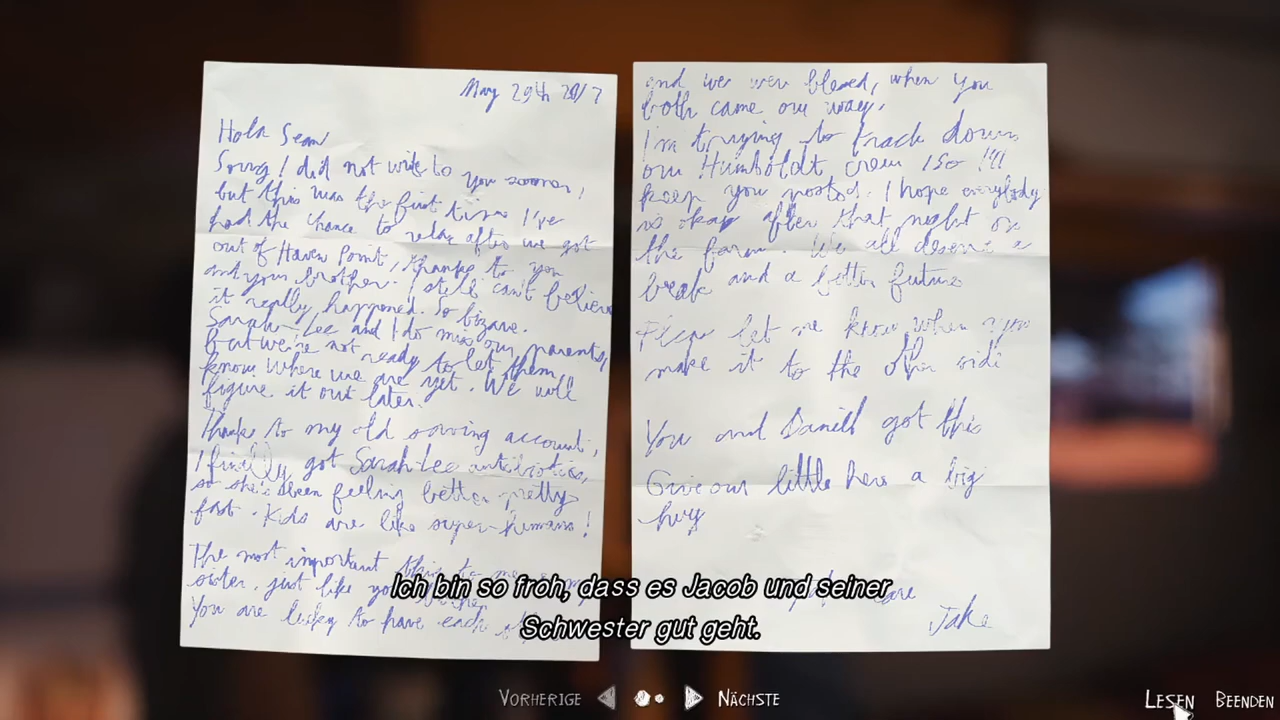 May 29th 2017
Hola Sean
Sorry I did not write to you sooner,
but this was the first time I've
had the chance to relax after we got
out of Haven Point, thanks to you
and your brother. I still can't believe
it really happened. So bizare.
Sarah-Lee and I do miss our parents,
but we're not ready to let them
know where we are yet. We will
figure it out later.
Thanks to my old saving account,
I finally got Sarah-Lee antibiotics,
so she's been feeling better pretty
fast. Kids are like super-humans!
The most important thing to me
sister, just like your
You are lucky to have each
and we were blessed, when you
both came our way.
I'm trying to track down
our Humboldt crew so I'll
keep you posted. I hope everybody
is okay after that night on
the farm. We all deserve a
break and a better future
Please let me know when you
make it to the other side
You and Daniel got this
Give our little hero a big
hug
care
Jake
Ich bin so froh, dass es Jacob und seiner
Schwester gut geht.
VORHERIGE NÄCHSTE
LESEN BEENDEN